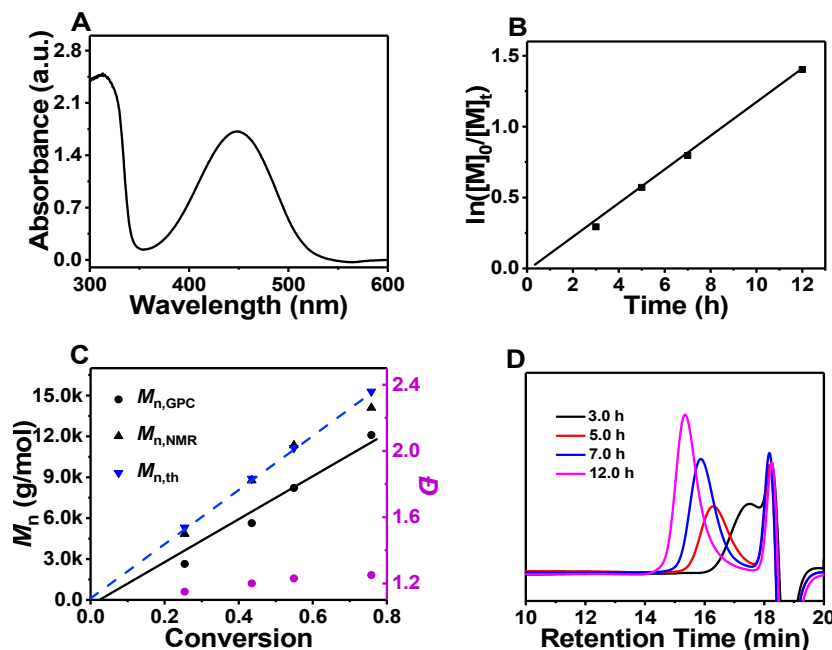 A
Absorbance (a.u.)
2.8
2.1
1.4
0.7
0.0
300 400 500 600
Wavelength (nm)
B
ln([M]0/[M]t)
1.5
1.0
0.5
0.0
0 2 4 6 8 10 12
Time (h)
C
Mn (g/mol)
15.0k
12.0k
9.0k
6.0k
3.0k
0.0
Mn,GPC
Mn,NMR
Mn,th
2.4
2.0
1.6
1.2
Đ
0.0 0.2 0.4 0.6 0.8
Conversion
D
3.0 h
5.0 h
7.0 h
12.0 h
10 12 14 16 18 20
Retention Time (min)